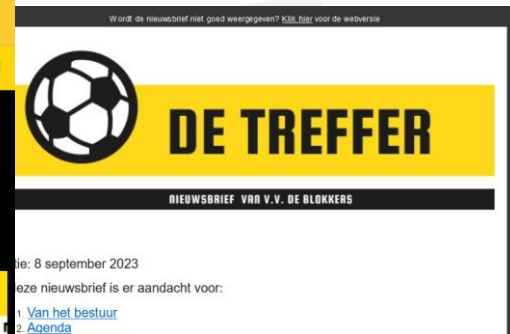 Wordt de nieuwsbrief niet goed weergegeven? Klik hier voor de webversie
DE TREFFER
NIEUWSBRIEF VAN V.V. DE BLOKKERS
tie: 8 september 2023
eze nieuwsbrief is er aandacht voor:
1. Van het bestuur
2. Agenda